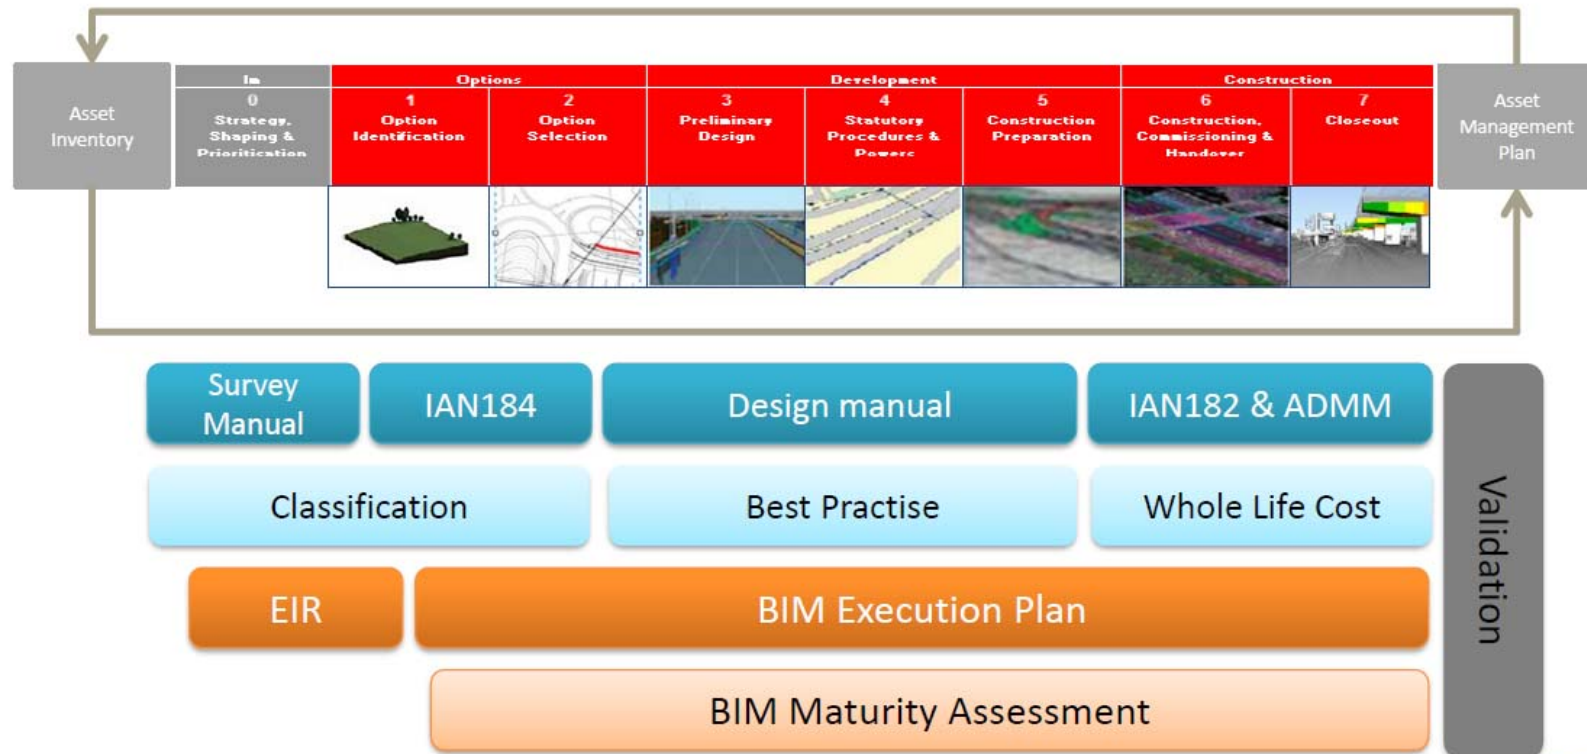 Asset
Inventory
In
Options
Development
Construction
0
Strategy,
Shaping &
Prioritisation
1
Option
Identification
2
Option
Selection
3
Preliminary
Design
4
Statutory
Procedures &
Powers
5
Construction
Preparation
6
Construction,
Commissioning &
Handover
7
Closeout
Asset
Management
Plan
Survey
Manual
IAN184
Design manual
IAN182 & ADMM
Classification
Best Practise
Whole Life Cost
EIR
BIM Execution Plan
BIM Maturity Assessment
Validation